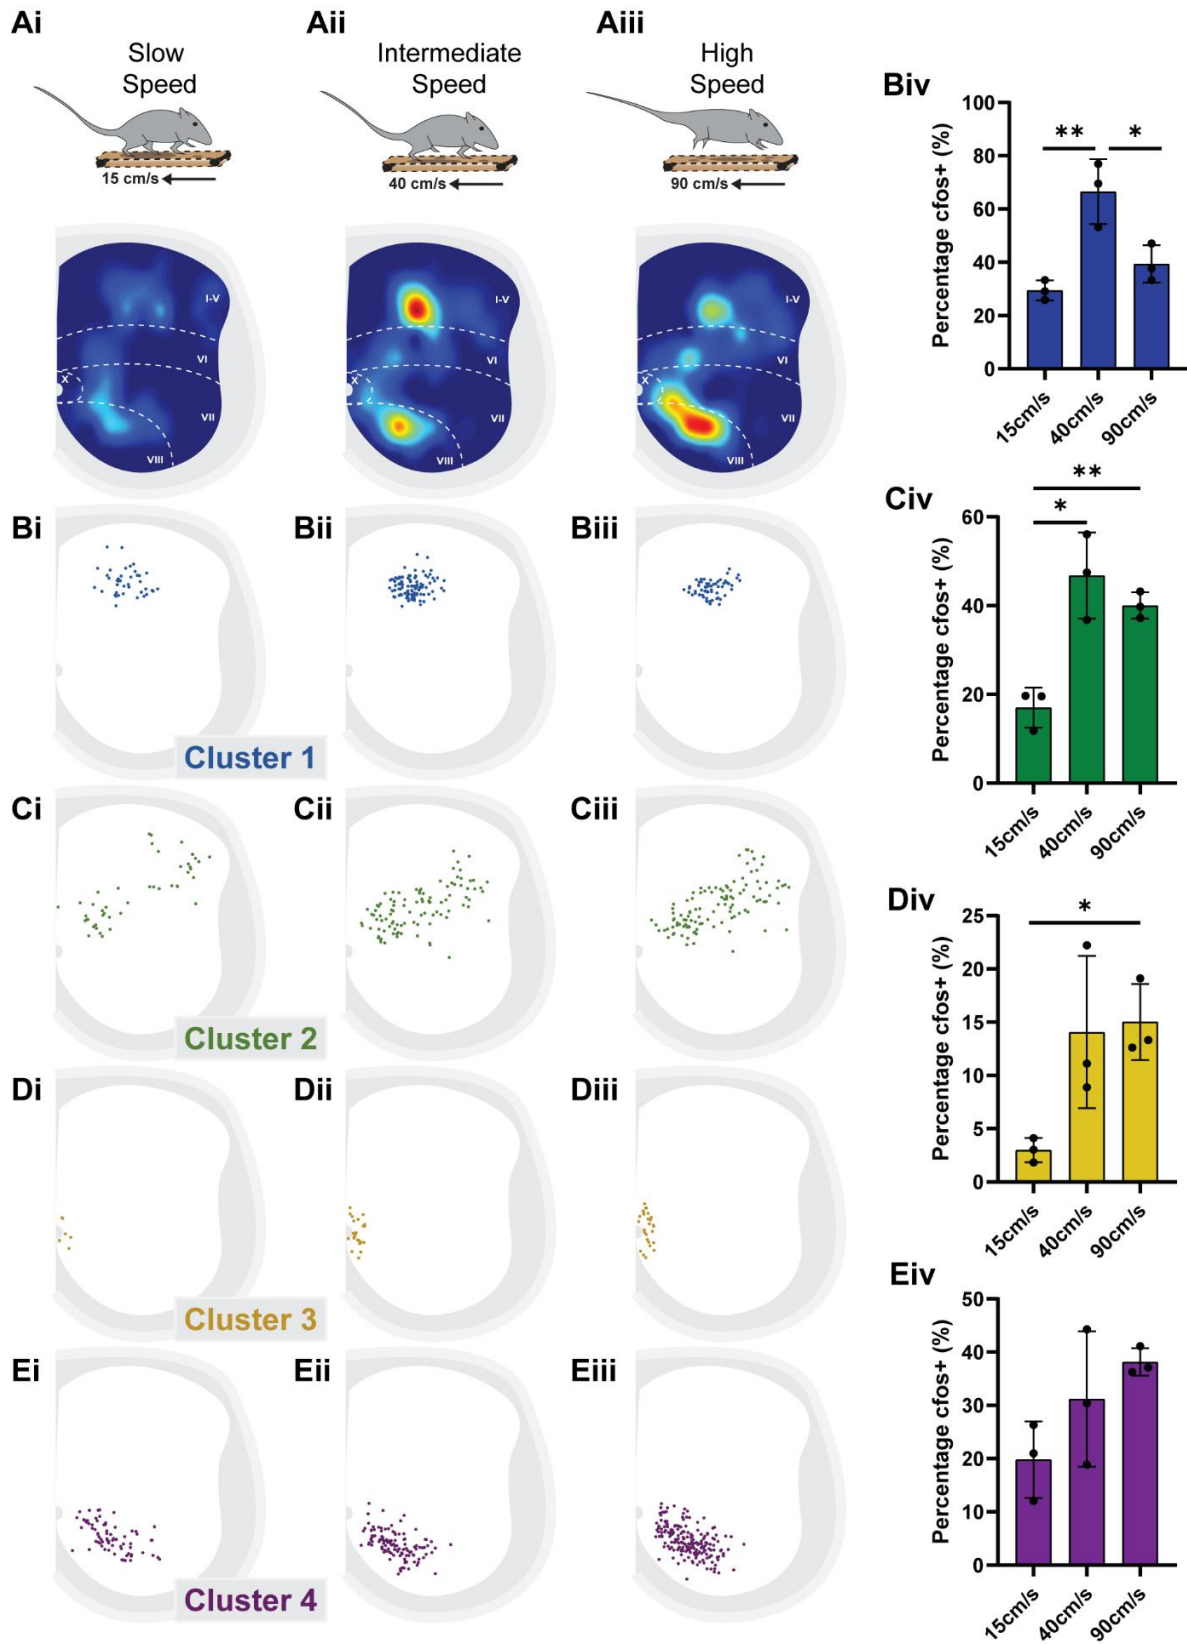 Ai
Aii
Aiii
Slow
Speed
Intermediate
Speed
High
Speed
15 cm/s
40 cm/s
90 cm/s
I-V
VI
X
VII
VIII
I-V
VI
X
VII
VIII
I-V
VI
X
VII
VIII
Biv
Percentage cfos+ (%)
100
80
60
40
20
0
**
*
15cm/s
40cm/s
90cm/s
Bi
Bii
Biii
Cluster 1
Civ
Percentage cfos+ (%)
60
40
20
0
**
*
15cm/s
40cm/s
90cm/s
Ci
Cii
Ciii
Cluster 2
Div
Percentage cfos+ (%)
25
20
15
10
5
0
*
15cm/s
40cm/s
90cm/s
Di
Dii
Diii
Cluster 3
Eiv
Percentage cfos+ (%)
50
40
30
20
10
0
15cm/s
40cm/s
90cm/s
Ei
Eii
Eiii
Cluster 4